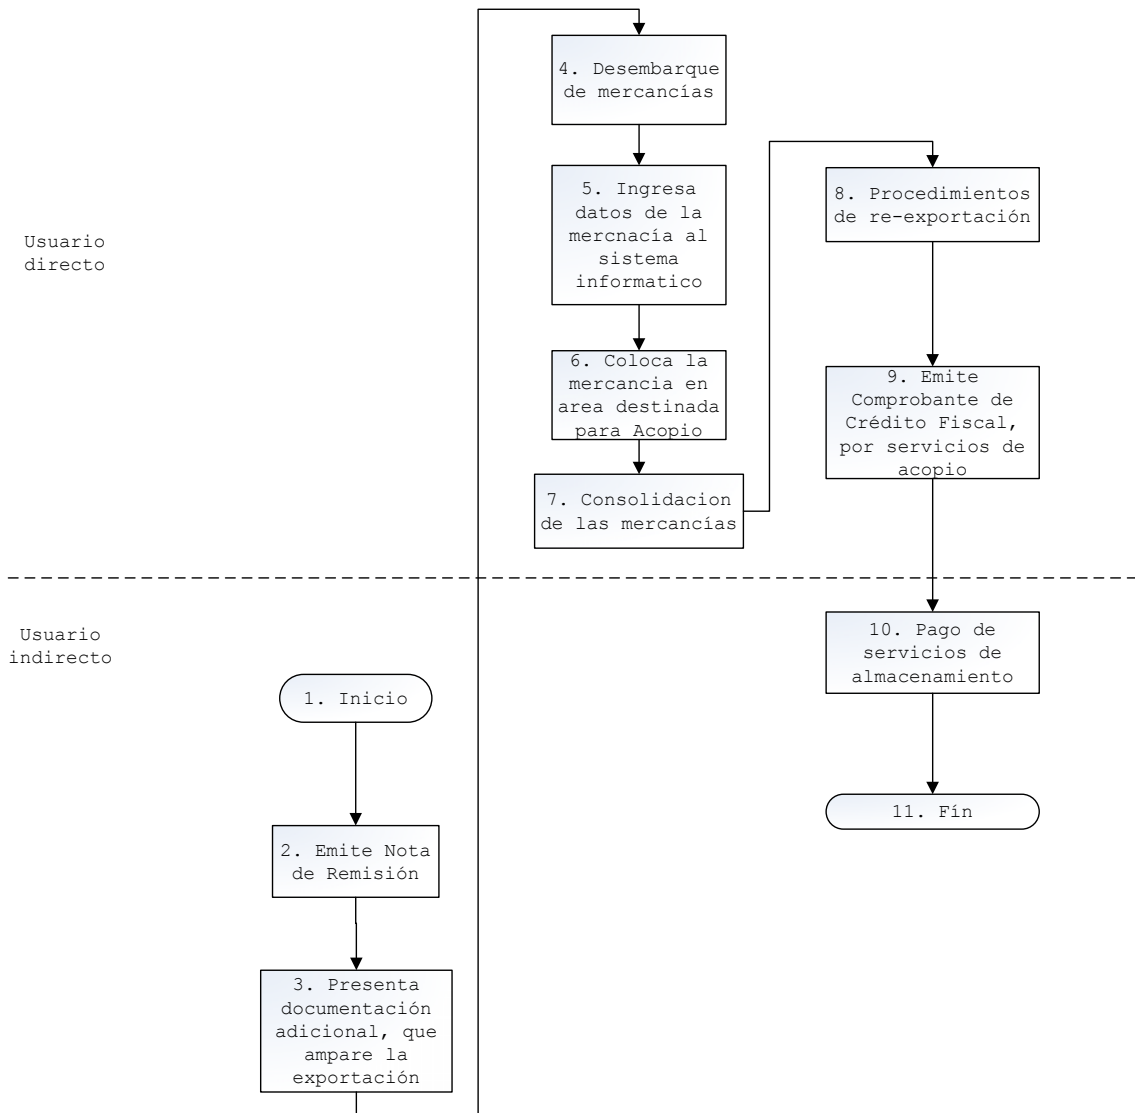 Usuario
directo
4. Desembarque
de mercancías
5. Ingresa
datos de la
mercnacía al
sistema
informatico
6. Coloca la
mercancia en
area destinada
para Acopio
7. Consolidacion
de las mercancías
8. Procedimientos
de re-exportación
9. Emite
Comprobante de
Crédito Fiscal,
por servicios de
acopio
Usuario
indirecto
1. Inicio
2. Emite Nota
de Remisión
3. Presenta
documentación
adicional, que
ampare la
exportación
10. Pago de
servicios de
almacenamiento
11. Fín